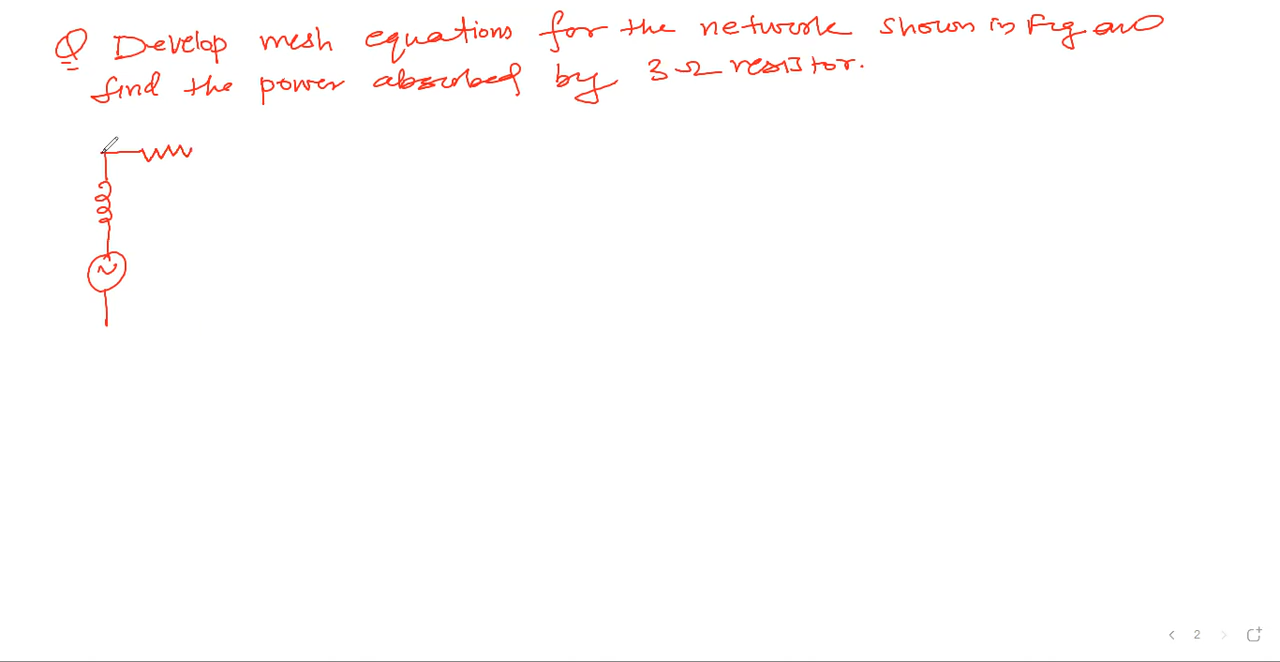 Q Develop mesh equations for the network shown in Fig and
find the power absorbed by 3Ω resistor.
2